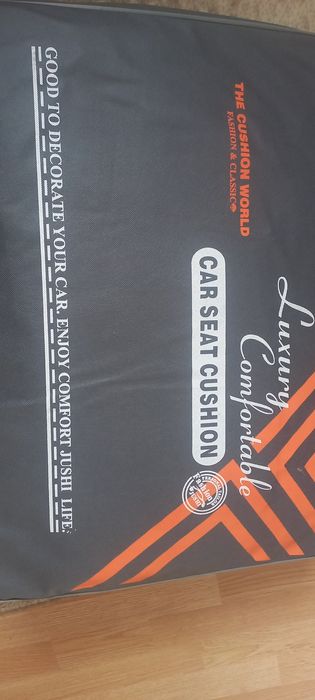 THE CUSHION WORLD
FASHION & CLASSIC
Luxury
Comfortable
CAR SEAT CUSHION
GOOD TO DECORATE YOUR CAR. ENJOY COMFORT JUSHI LIFE